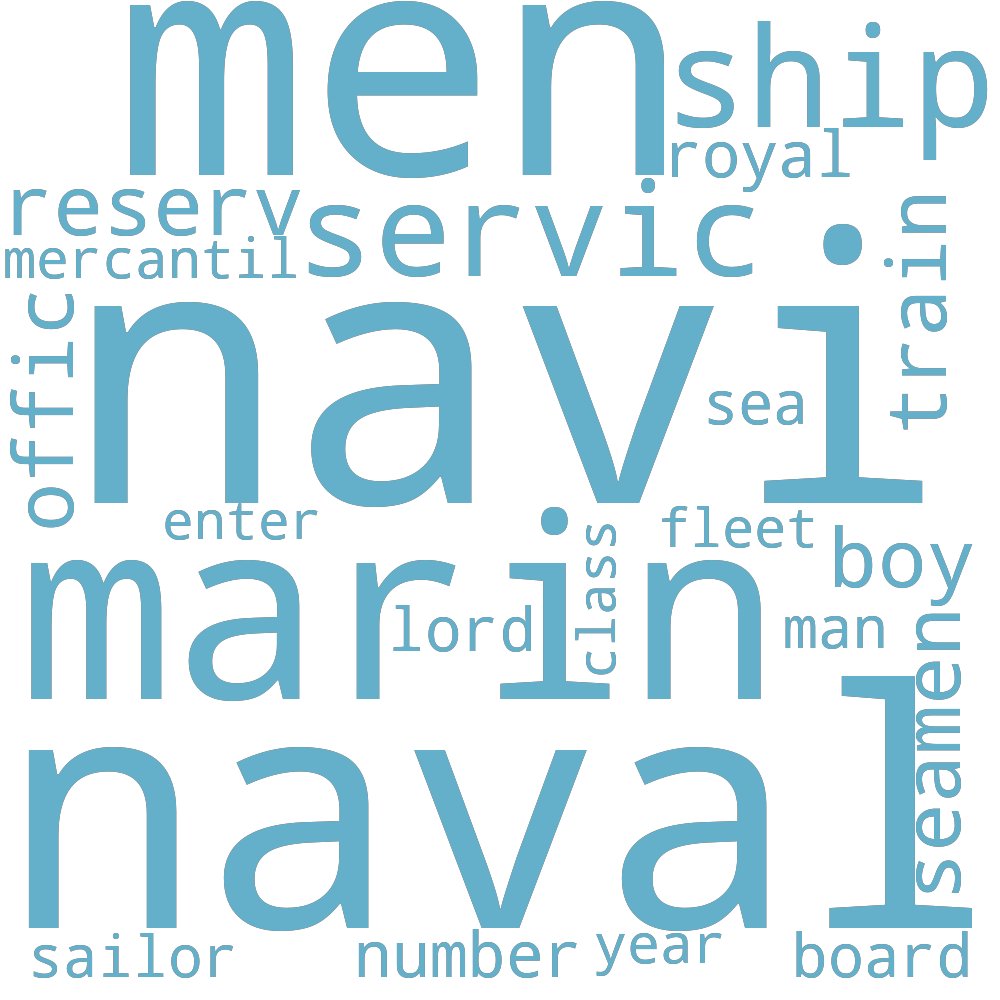 men
ship
royal
reserv
servic
mercantil
train
offic
navi
sea
enter
fleet
class
boy
marin
lord
man
seamen
naval
sailor
number
year
board